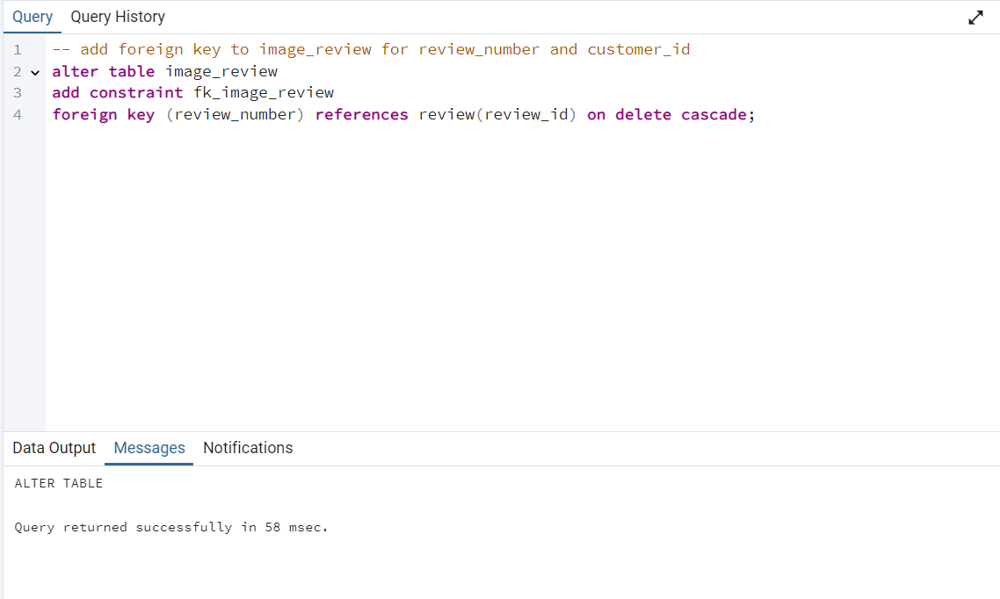 Query Query History
1 -- add foreign key to image_review for review_number and customer_id
2 alter table image_review
3 add constraint fk_image_review
4 foreign key (review_number) references review(review_id) on delete cascade;
Data Output Messages Notifications
ALTER TABLE
Query returned successfully in 58 msec.